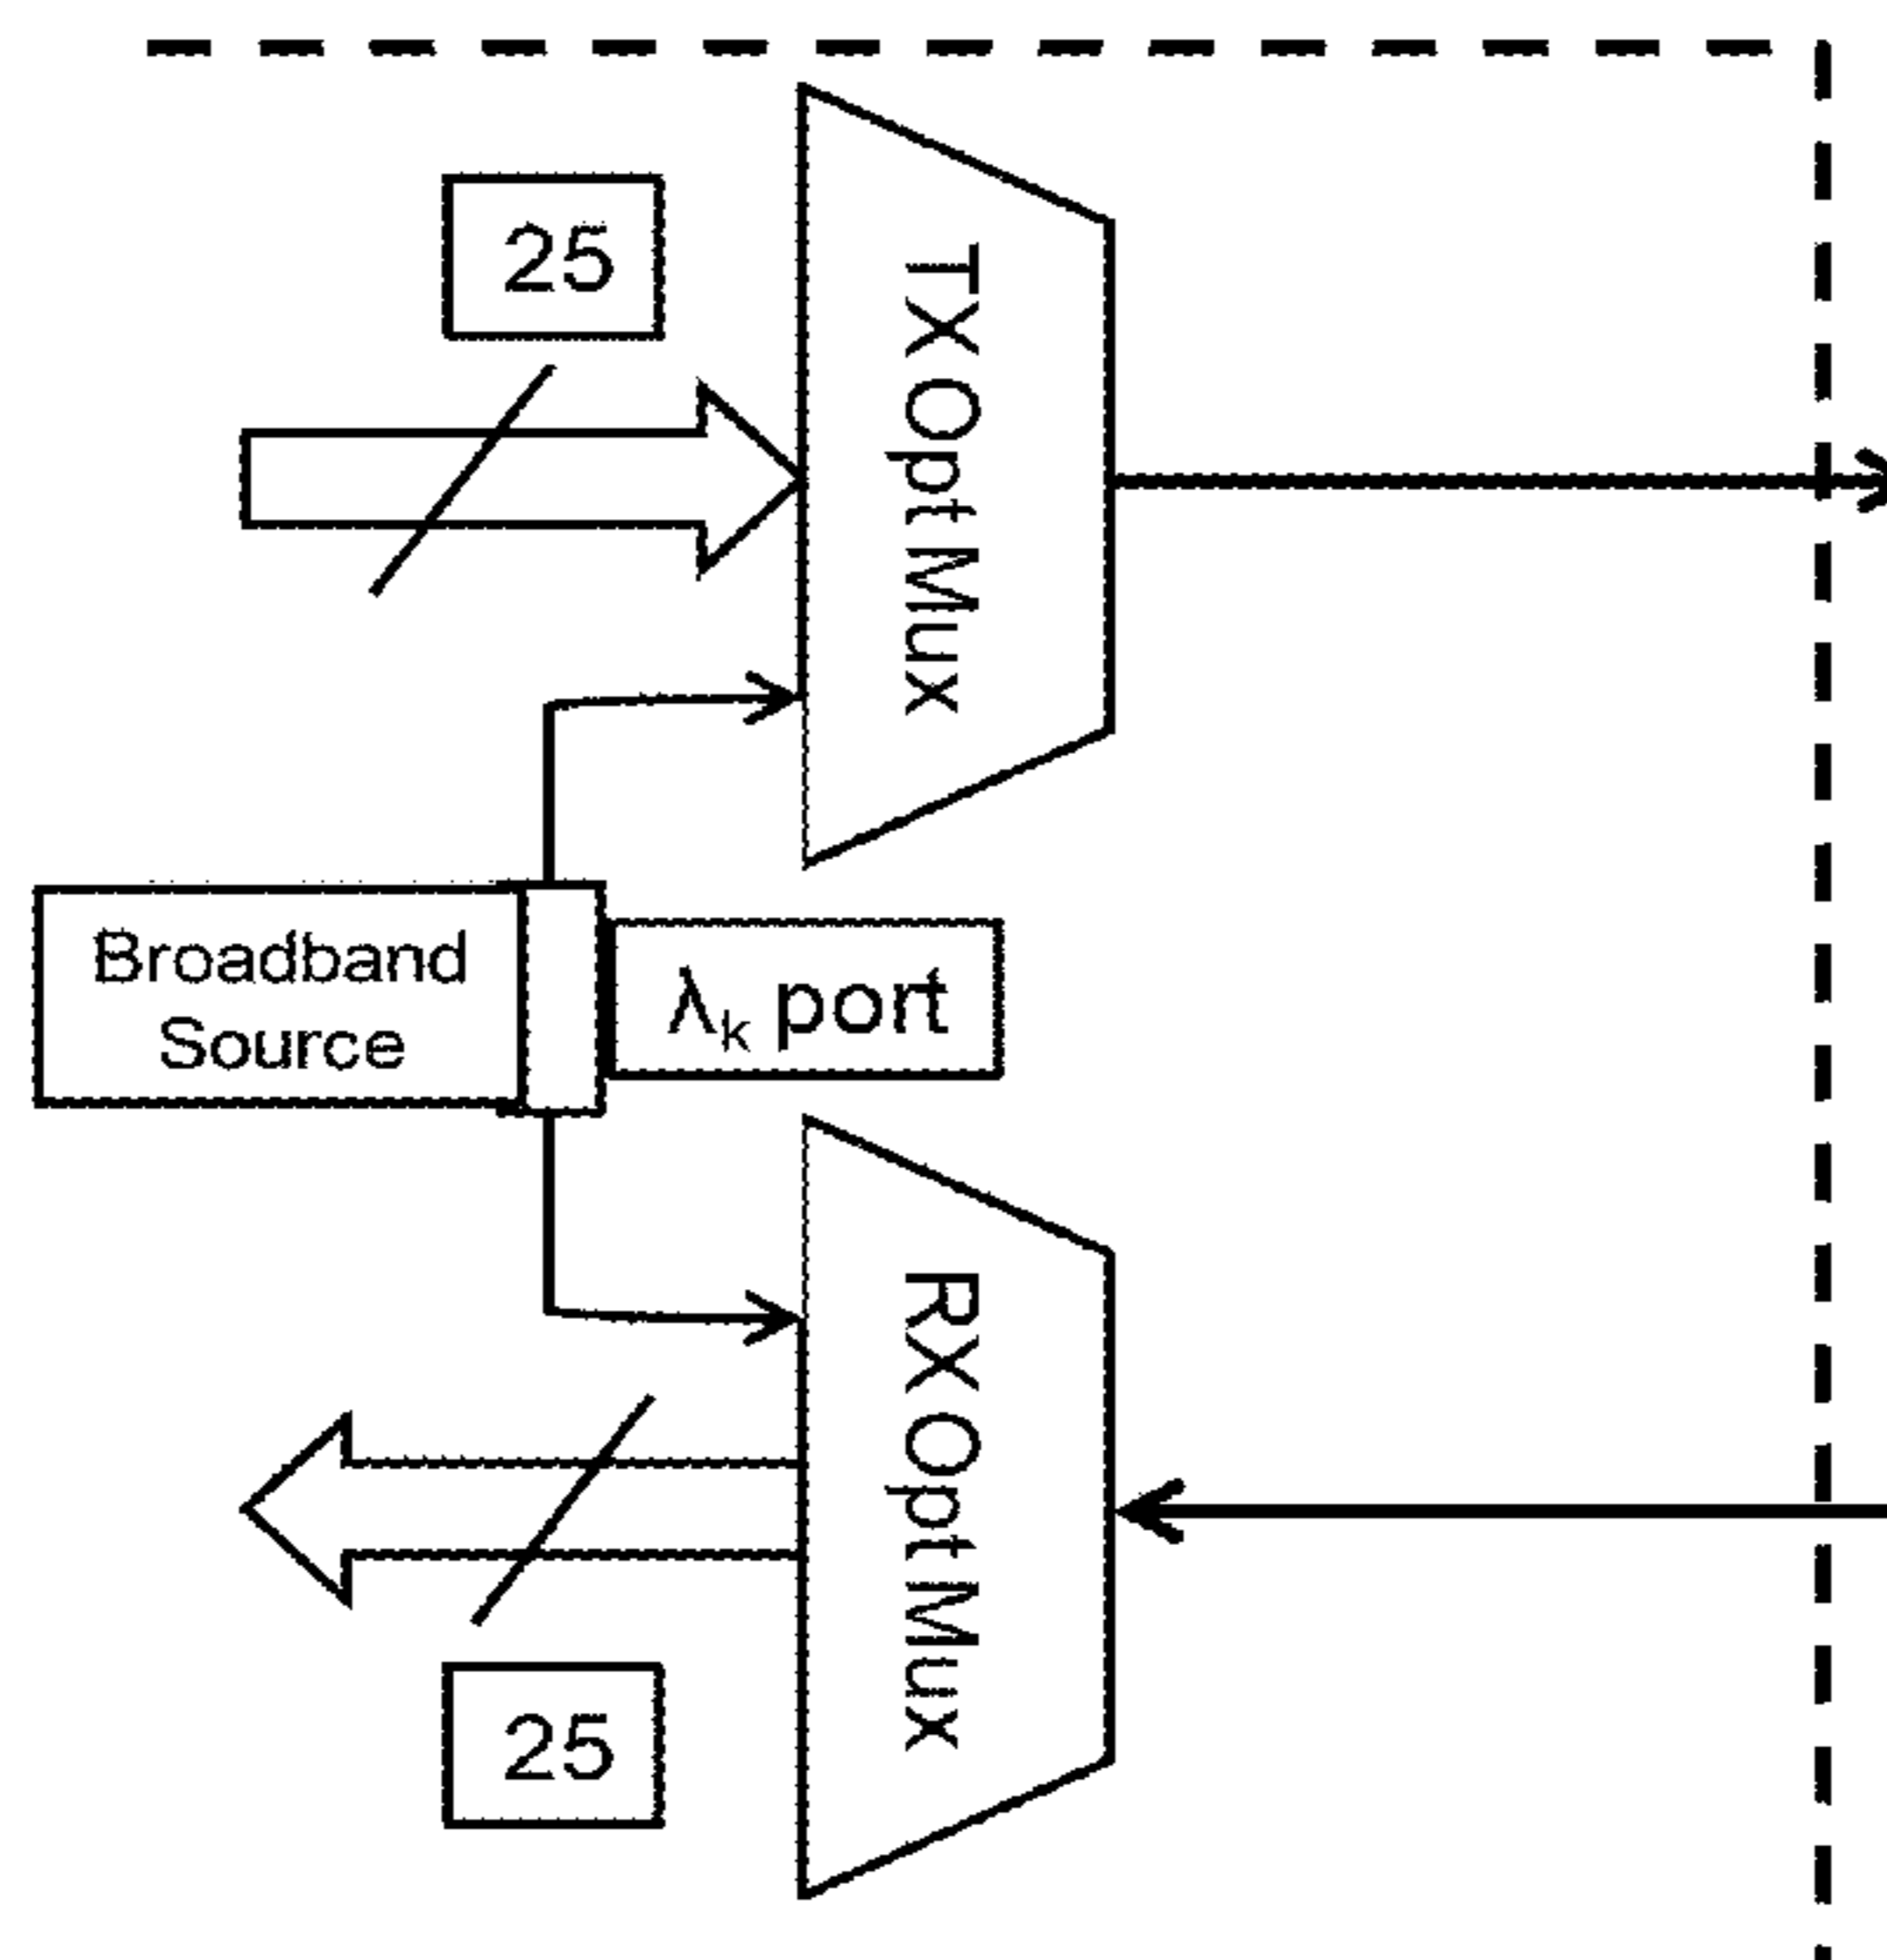 25
TX Opt Mux
Broadband
Source
λk port
RX Opt Mux
25